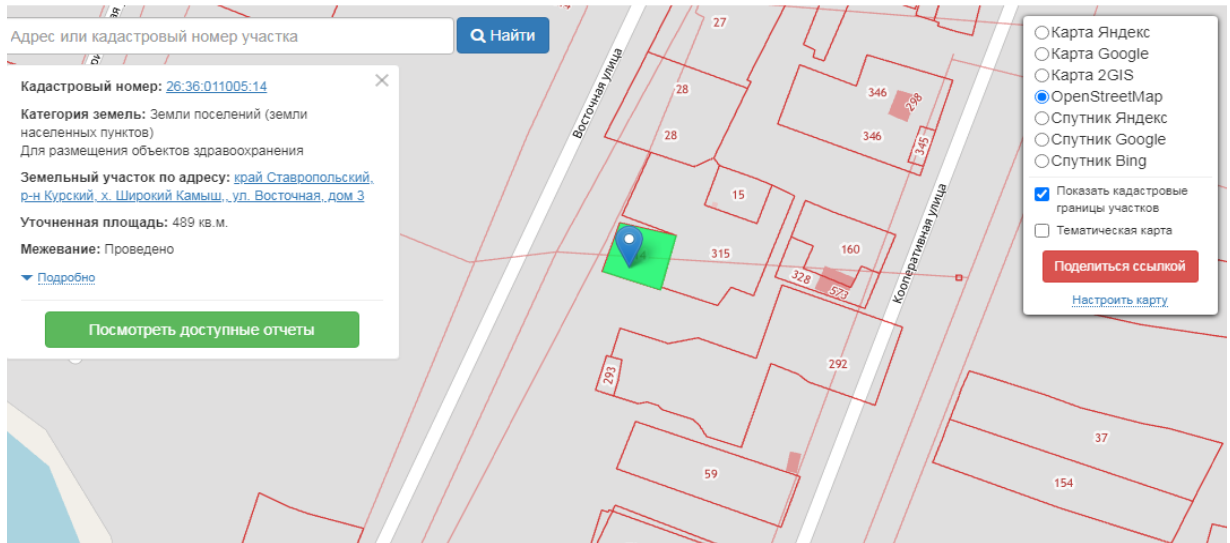 Адрес или кадастровый номер участка
Найти
Кадастровый номер: 26:36:011005:14
Категория земель: Земли поселений (земли
населенных пунктов)
Для размещения объектов здравоохранения
Земельный участок по адресу: край Ставропольский,
р-н Курский, х. Широкий Камыш,, ул. Восточная, дом 3
Уточненная площадь: 489 кв.м.
Межевание: Проведено
Подробно
Посмотреть доступные отчеты
Восточная улица
Кооперативная улица
27
28
28
346
298
346
345
15
315
160
328
573
292
293
59
37
154
Карта Яндекс
Карта Google
Карта 2GIS
OpenStreetMap
Спутник Яндекс
Спутник Google
Спутник Bing
Показать кадастровые
границы участков
Тематическая карта
Поделиться ссылкой
Настроить карту